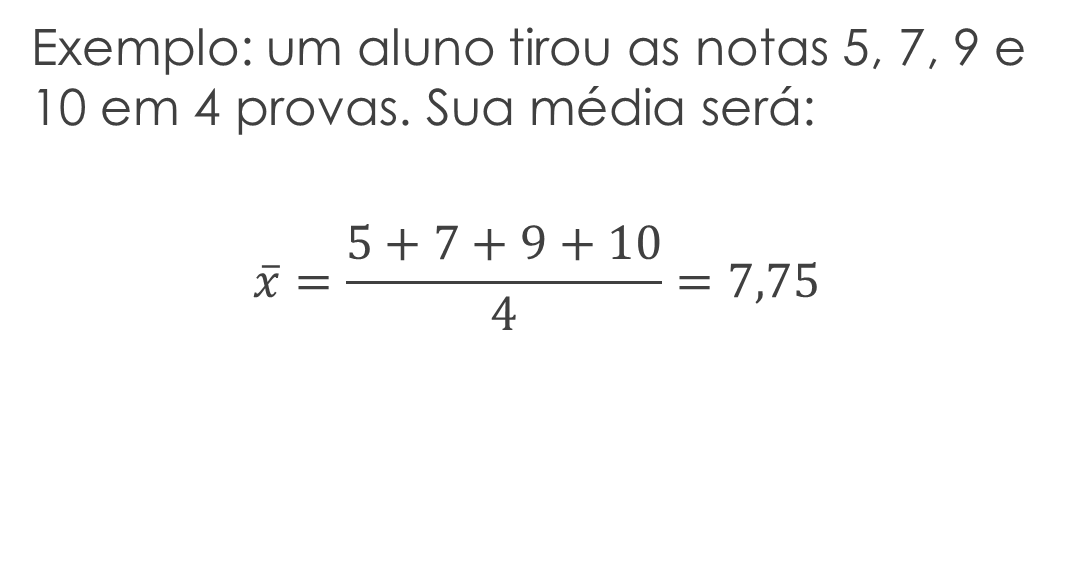 Exemplo: um aluno tirou as notas 5, 7, 9 e
10 em 4 provas. Sua média será:
x̄ = (5 + 7 + 9 + 10) / 4 = 7,75